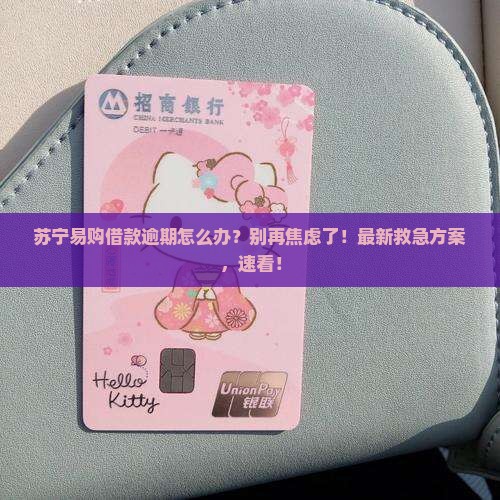 招商银行
CHINA MERCHANTS BANK
DEBIT 一卡通
苏宁易购借款逾期怎么办?别再焦虑了!最新救急方案
,速看!
Hello
Kitty
UnionPay
银联